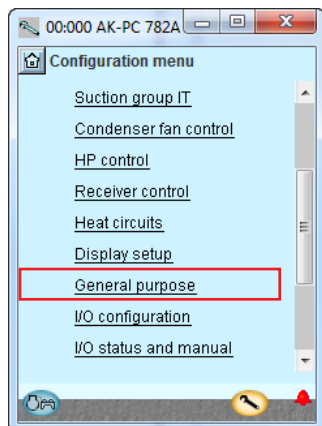 00:000 AK-PC 782A
Configuration menu
Suction group IT
Condenser fan control
HP control
Receiver control
Heat circuits
Display setup
General purpose
I/O configuration
I/O status and manual